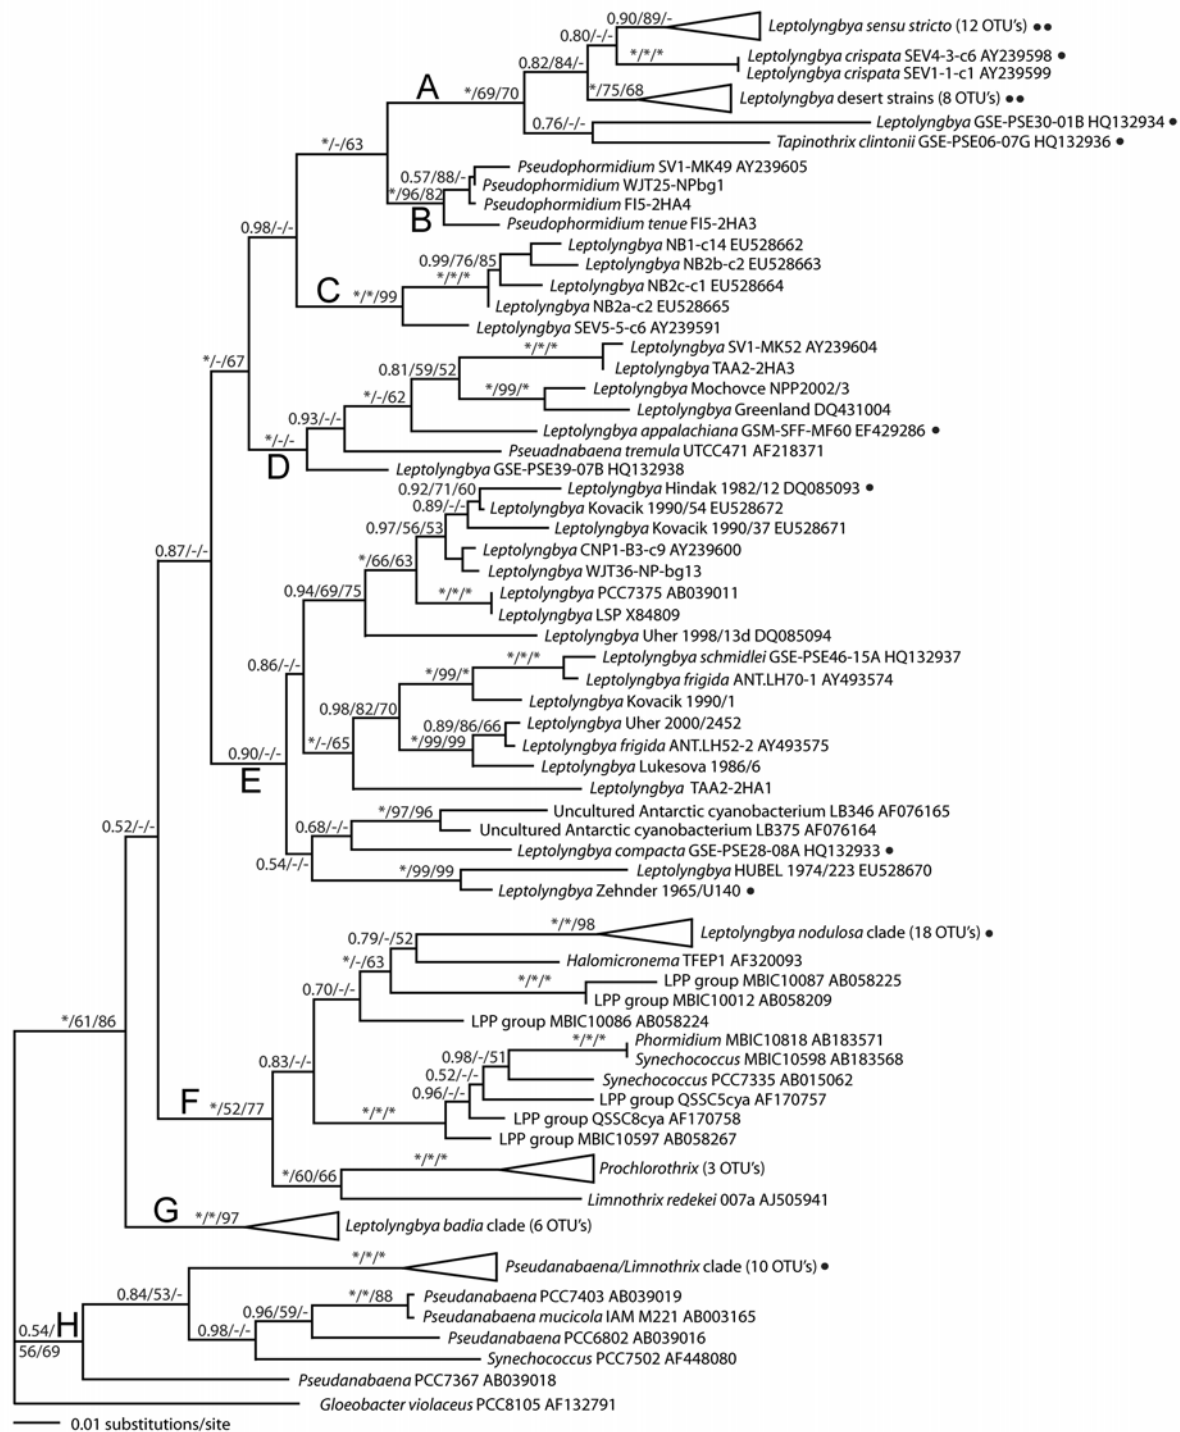 0.90/89/-
Leptolyngbya sensu stricto (12 OTU's) ●●
0.80/-/-
*/*/*
Leptolyngbya crispata SEV4-3-c6 AY239598 ●
0.82/84/-
Leptolyngbya crispata SEV1-1-c1 AY239599
A
*/69/70
*/75/68
Leptolyngbya desert strains (8 OTU's) ●●
0.76/-/-
Leptolyngbya GSE-PSE30-01B HQ132934 ●
Tapinothrix clintonii GSE-PSE06-07G HQ132936 ●
*/-/63
Pseudophormidium SV1-MK49 AY239605
0.57/88/-
Pseudophormidium WJT25-NPbg1
*/96/82
Pseudophormidium FI5-2HA4
B
Pseudophormidium tenue FI5-2HA3
0.98/-/-
Leptolyngbya NB1-c14 EU528662
0.99/76/85
Leptolyngbya NB2b-c2 EU528663
*/*/*
Leptolyngbya NB2c-c1 EU528664
C
*/*/99
Leptolyngbya NB2a-c2 EU528665
Leptolyngbya SEV5-5-c6 AY239591
*/*/*
Leptolyngbya SV1-MK52 AY239604
*/-/67
0.81/59/52
Leptolyngbya TAA2-2HA3
*/99/*
Leptolyngbya Mochovce NPP2002/3
*/-/62
Leptolyngbya Greenland DQ431004
0.93/-/-
Leptolyngbya appalachiana GSM-SFF-MF60 EF429286 ●
*/-/-
Pseuadnabaena tremula UTCC471 AF218371
D
Leptolyngbya GSE-PSE39-07B HQ132938
0.92/71/60
Leptolyngbya Hindak 1982/12 DQ085093 ●
0.89/-/-
Leptolyngbya Kovacik 1990/54 EU528672
0.97/56/53
Leptolyngbya Kovacik 1990/37 EU528671
0.87/-/-
Leptolyngbya CNP1-B3-c9 AY239600
*/66/63
Leptolyngbya WJT36-NP-bg13
0.94/69/75
*/*/*
Leptolyngbya PCC7375 AB039011
Leptolyngbya LSP X84809
Leptolyngbya Uher 1998/13d DQ085094
0.86/-/-
*/*/*
Leptolyngbya schmidlei GSE-PSE46-15A HQ132937
*/99/*
Leptolyngbya frigida ANT.LH70-1 AY493574
Leptolyngbya Kovacik 1990/1
0.98/82/70
0.89/86/66
Leptolyngbya Uher 2000/2452
0.90/-/-
*/-/65
*/99/99
Leptolyngbya frigida ANT.LH52-2 AY493575
E
Leptolyngbya Lukesova 1986/6
Leptolyngbya TAA2-2HA1
*/97/96
Uncultured Antarctic cyanobacterium LB346 AF076165
0.52/-/-
0.68/-/-
Uncultured Antarctic cyanobacterium LB375 AF076164
Leptolyngbya compacta GSE-PSE28-08A HQ132933 ●
0.54/-/-
*/99/99
Leptolyngbya HUBEL 1974/223 EU528670
Leptolyngbya Zehnder 1965/U140 ●
*/*/98
Leptolyngbya nodulosa clade (18 OTU's) ●
0.79/-/52
Halomicronema TFEP1 AF320093
*/-/63
*/*/*
LPP group MBIC10087 AB058225
0.70/-/-
LPP group MBIC10012 AB058209
*/61/86
LPP group MBIC10086 AB058224
*/*/*
Phormidium MBIC10818 AB183571
0.98/-/51
Synechococcus MBIC10598 AB183568
0.83/-/-
0.52/-/-
Synechococcus PCC7335 AB015062
0.96/-/-
LPP group QSSC5cya AF170757
F
*/52/77
*/*/*
LPP group QSSC8cya AF170758
LPP group MBIC10597 AB058267
*/*/*
Prochlorothrix (3 OTU's)
*/60/66
Limnothrix redekei 007a AJ505941
G
*/*/97
Leptolyngbya badia clade (6 OTU's)
*/*/*
Pseudanabaena/Limnothrix clade (10 OTU's) ●
0.84/53/-
*/*/88
Pseudanabaena PCC7403 AB039019
0.96/59/-
Pseudanabaena mucicola IAM M221 AB003165
0.54/
H
0.98/-/-
Pseudanabaena PCC6802 AB039016
56/69
Synechococcus PCC7502 AF448080
Pseudanabaena PCC7367 AB039018
Gloeobacter violaceus PCC8105 AF132791
0.01 substitutions/site